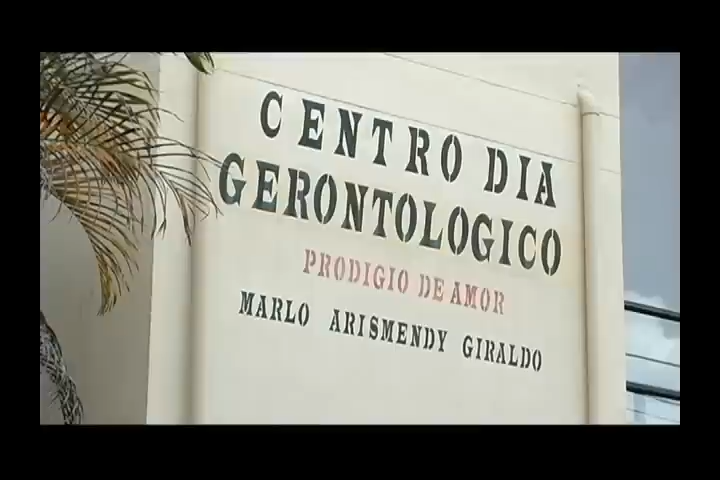 CENTRO DIA
GERONTOLOGICO
PRODIGIO DE AMOR
MARLO ARISMENDY GIRALDO